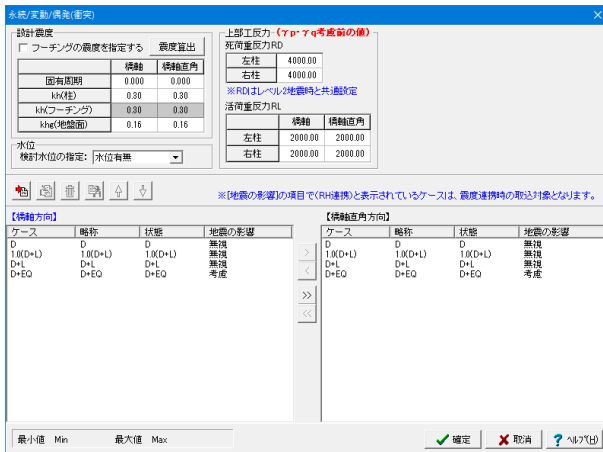 永続/変動/偶発(衝突)
設計震度
フーチングの震度を指定する 震度算出
橋軸 橋軸直角
固有周期 0.000 0.000
kh(柱) 0.30 0.30
kh(フーチング) 0.30 0.30
khg(地盤面) 0.16 0.16
水位
検討水位の指定: 水位有無
上部工反力-(γp・γq考慮前の値)
死荷重反力RD
左柱 4000.00
右柱 4000.00
※RDはレベル2地震時と共通設定
活荷重反力RL
橋軸 橋軸直角
左柱 2000.00 2000.00
右柱 2000.00 2000.00
※[地震の影響]の項目で(RH連携)と表示されているケースは、震度連携時の取込対象となります。
【橋軸方向】
ケース 略称 状態 地震の影響
D D D 無視
1.0(D+L) 1.0(D+L) 1.0(D+L) 無視
D+L D+L D+L 無視
D+EQ D+EQ D+EQ 考慮
>
<
>>
<<
【橋軸直角方向】
ケース 略称 状態 地震の影響
D D D 無視
1.0(D+L) 1.0(D+L) 1.0(D+L) 無視
D+L D+L D+L 無視
D+EQ D+EQ D+EQ 考慮
最小値 Min 最大値 Max
確定 取消 ? ヘルプ(H)